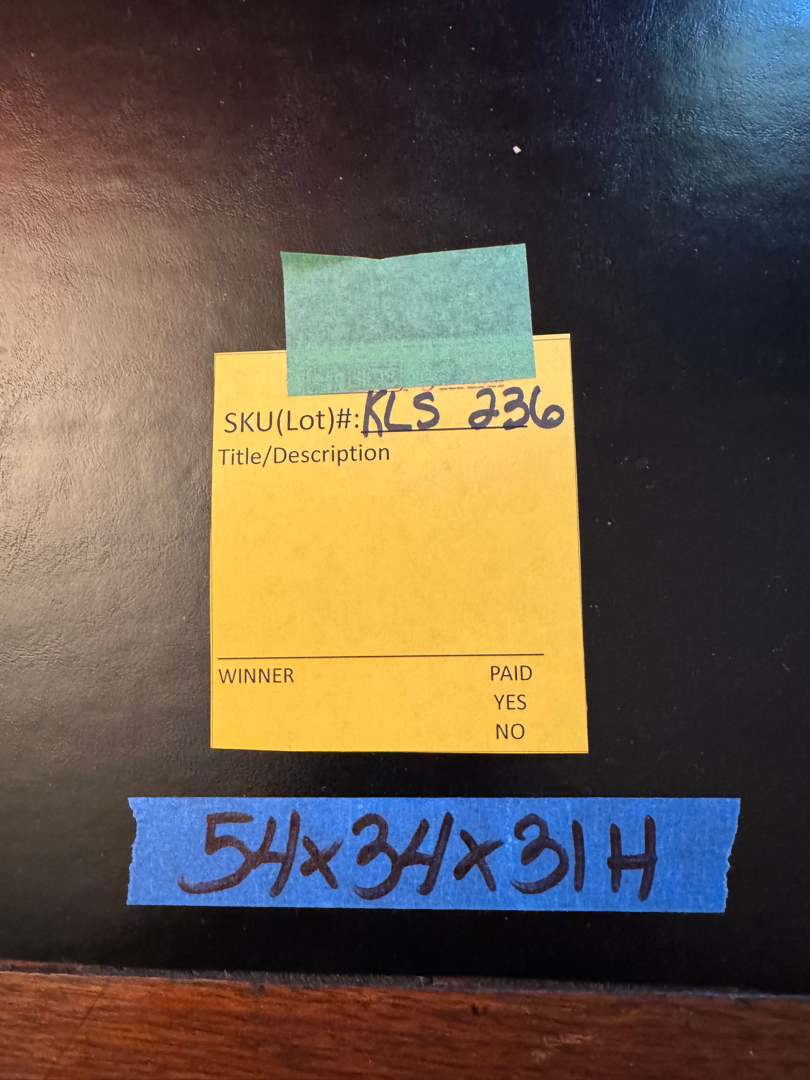 SKU(Lot)#: KLS 236
Title/Description
WINNER PAID
YES
NO
54x34x31H